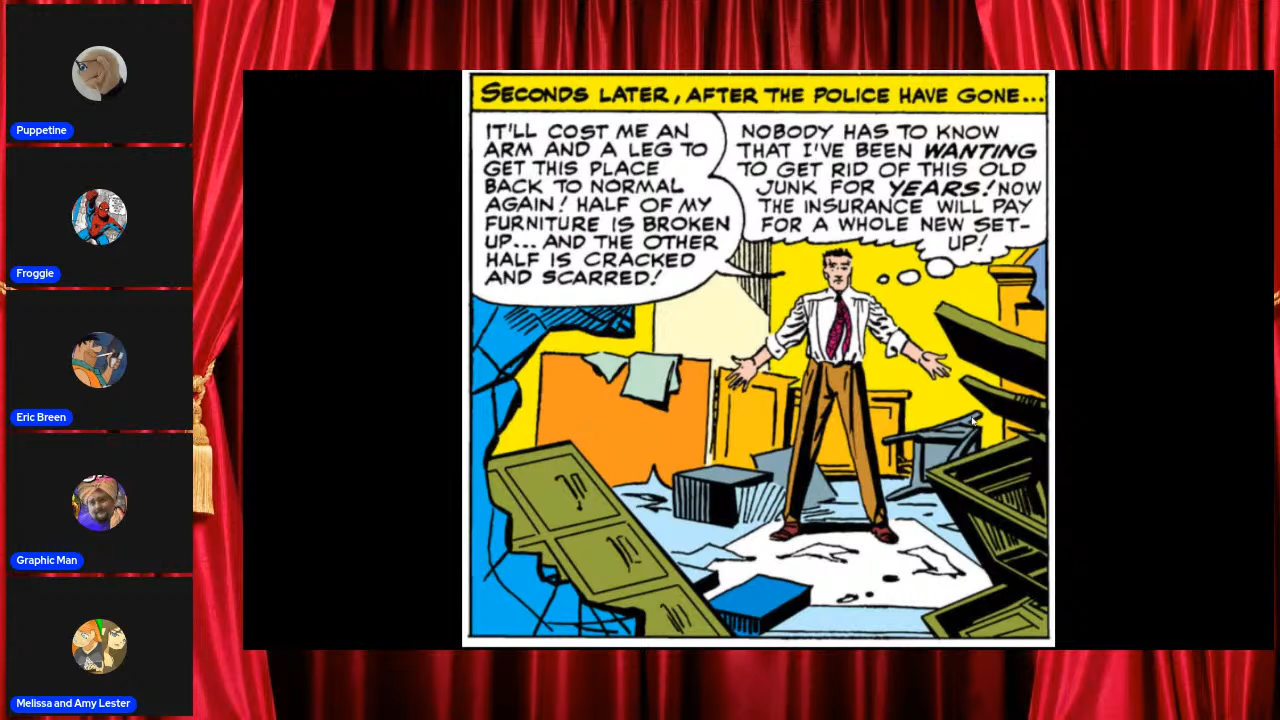 Puppetine
Froggie
Eric Breen
Graphic Man
Melissa and Amy Lester
SECONDS LATER, AFTER THE POLICE HAVE GONE...
IT'LL COST ME AN
ARM AND A LEG TO
GET THIS PLACE
BACK TO NORMAL
AGAIN! HALF OF MY
FURNITURE IS BROKEN
UP... AND THE OTHER
HALF IS CRACKED
AND SCARRED!
NOBODY HAS TO KNOW
THAT I'VE BEEN WANTING
TO GET RID OF THIS OLD
JUNK FOR YEARS! NOW
THE INSURANCE WILL PAY
FOR A WHOLE NEW SET-
UP!